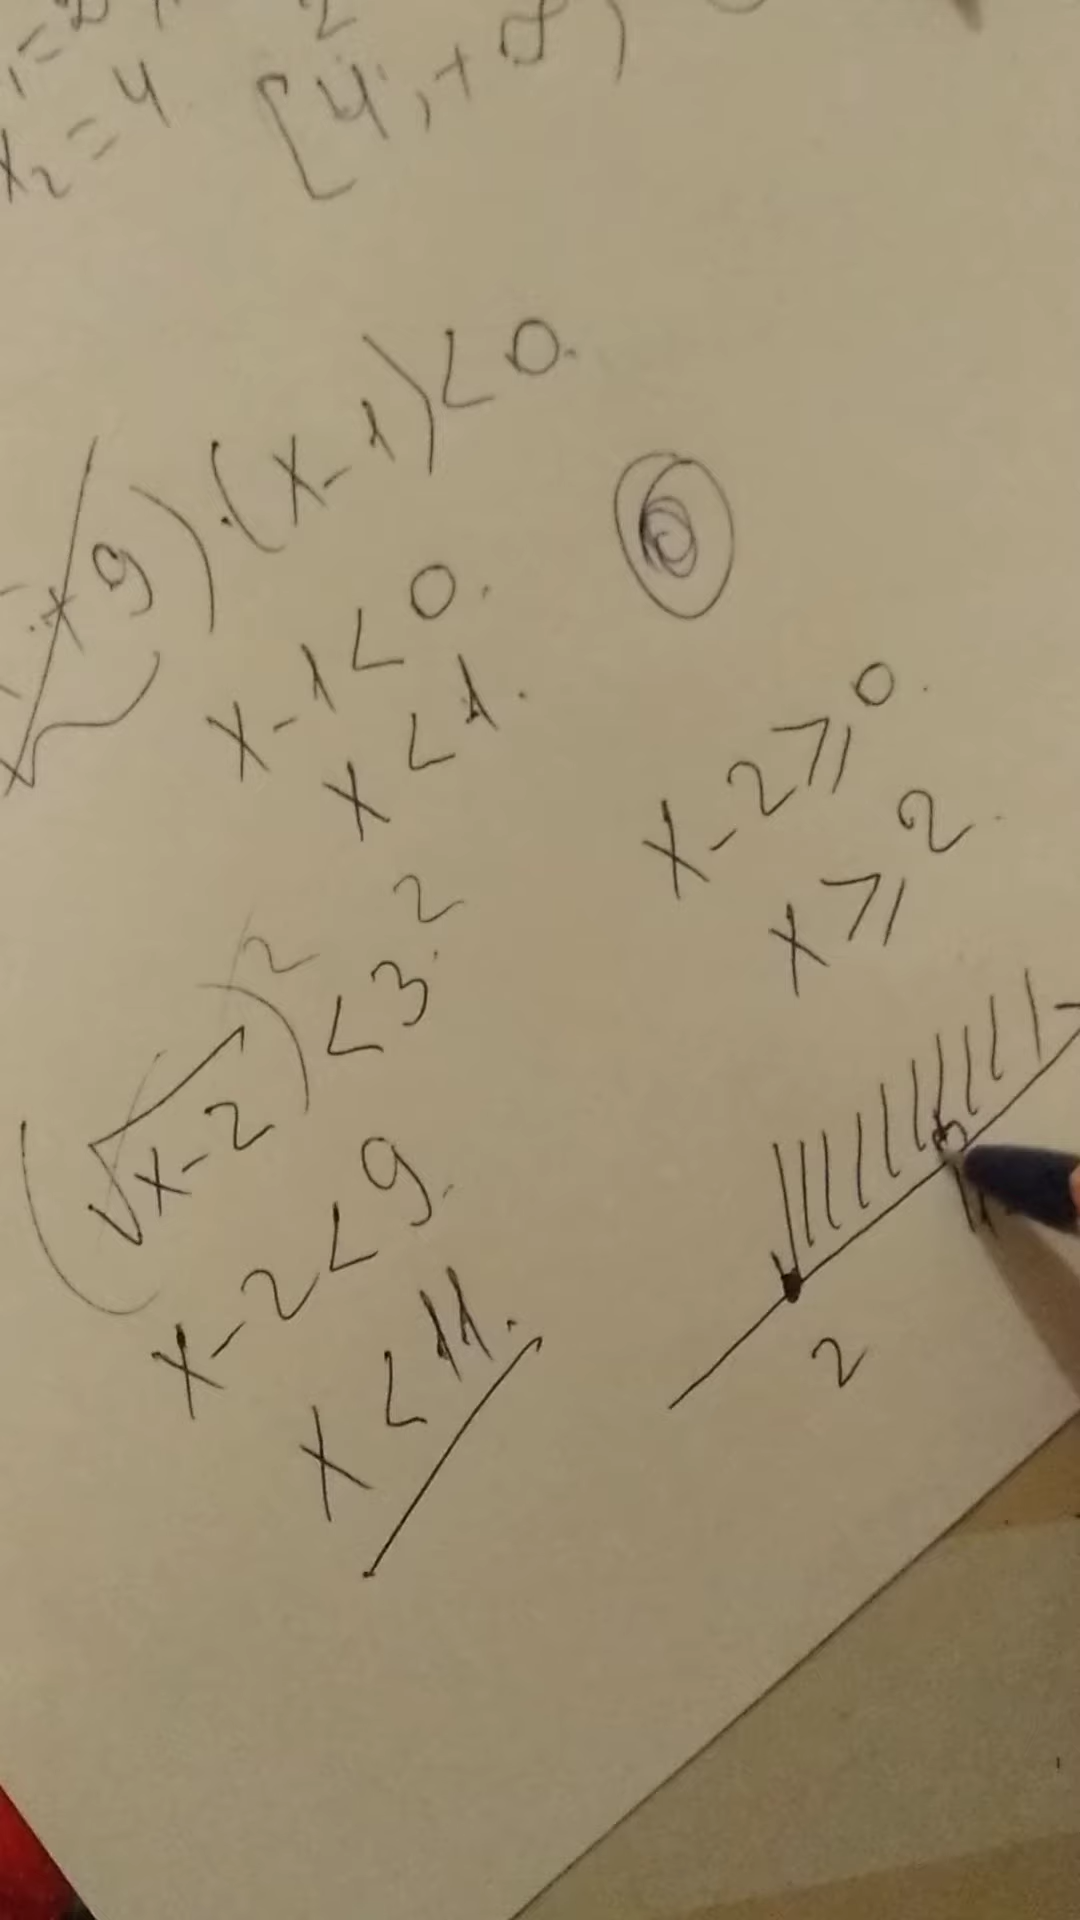 x₂ = 4 [4, +∞)
+9)·(x-1)<0.
x-1<0.
x<1.
(√x-2)²<3²
x-2<9.
x<11.
x-2⩾0.
x⩾2.
2